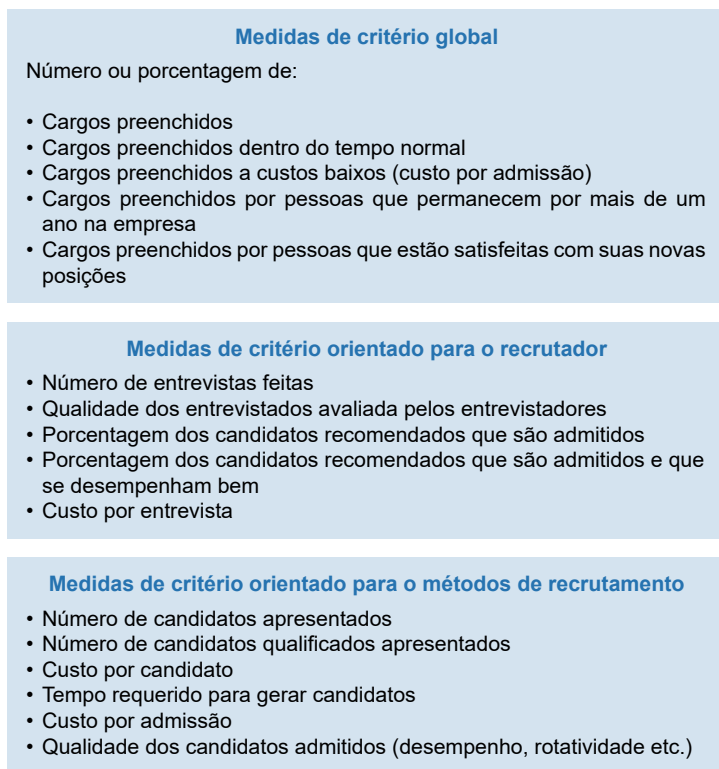 Medidas de critério global
Número ou porcentagem de:
• Cargos preenchidos
• Cargos preenchidos dentro do tempo normal
• Cargos preenchidos a custos baixos (custo por admissão)
• Cargos preenchidos por pessoas que permanecem por mais de um
ano na empresa
• Cargos preenchidos por pessoas que estão satisfeitas com suas novas
posições
Medidas de critério orientado para o recrutador
• Número de entrevistas feitas
• Qualidade dos entrevistados avaliada pelos entrevistadores
• Porcentagem dos candidatos recomendados que são admitidos
• Porcentagem dos candidatos recomendados que são admitidos e que
se desempenham bem
• Custo por entrevista
Medidas de critério orientado para o métodos de recrutamento
• Número de candidatos apresentados
• Número de candidatos qualificados apresentados
• Custo por candidato
• Tempo requerido para gerar candidatos
• Custo por admissão
• Qualidade dos candidatos admitidos (desempenho, rotatividade etc.)